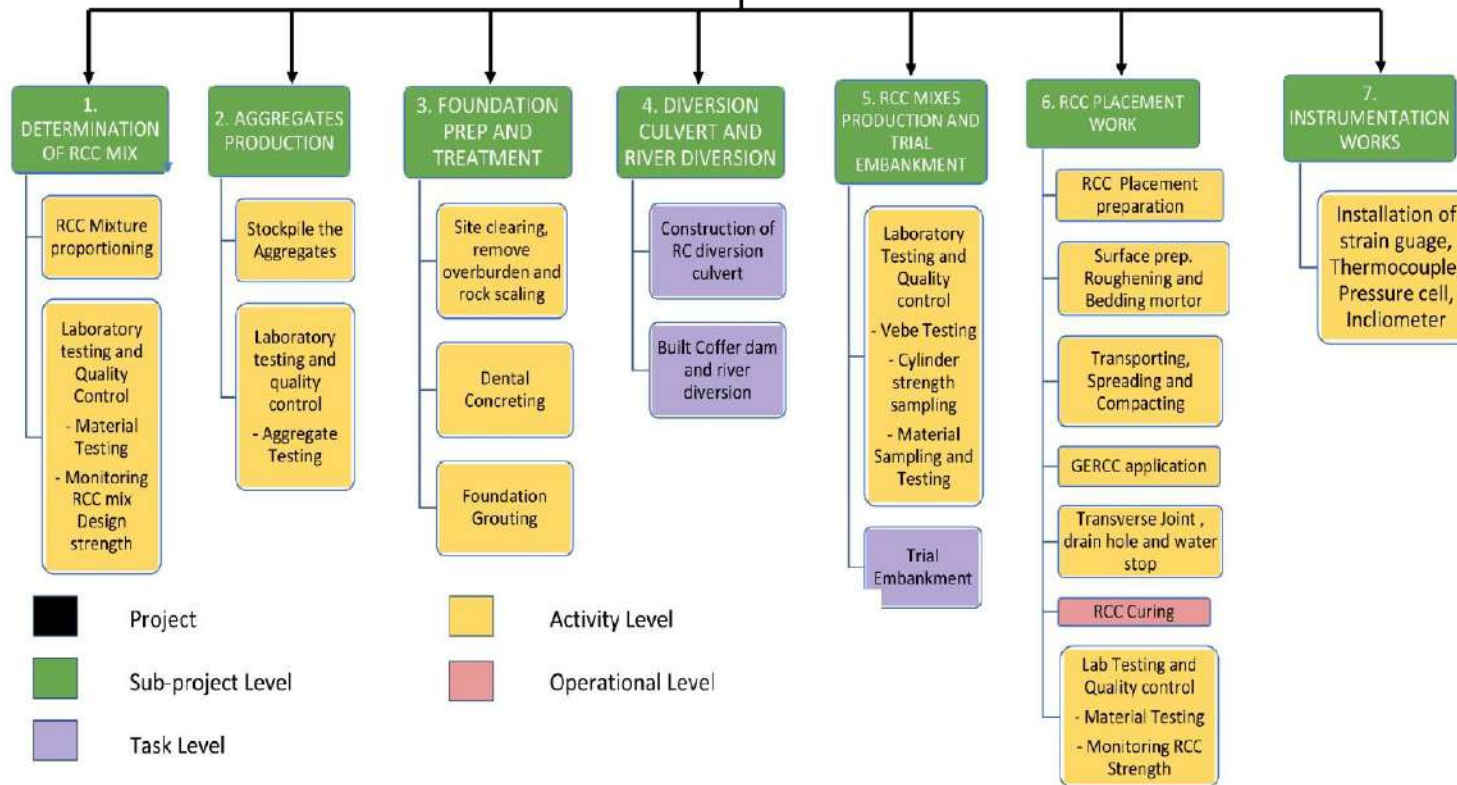 1.
DETERMINATION
OF RCC MIX
RCC Mixture
proportioning
Laboratory
testing and
Quality
Control
- Material
Testing
- Monitoring
RCC mix
Design
strength
2. AGGREGATES
PRODUCTION
Stockpile the
Aggregates
Laboratory
testing and
quality
control
- Aggregate
Testing
3. FOUNDATION
PREP AND
TREATMENT
Site clearing,
remove
overburden and
rock scaling
Dental
Concreting
Foundation
Grouting
4. DIVERSION
CULVERT AND
RIVER DIVERSION
Construction of
RC diversion
culvert
Built Coffer dam
and river
diversion
5. RCC MIXES
PRODUCTION AND
TRIAL
EMBANKMENT
Laboratory
Testing and
Quality
control
- Vebe Testing
- Cylinder
strength
sampling
- Material
Sampling and
Testing
Trial
Embankment
6. RCC PLACEMENT
WORK
RCC Placement
preparation
Surface prep.
Roughening and
Bedding mortor
Transporting,
Spreading and
Compacting
GERCC application
Transverse Joint ,
drain hole and water
stop
RCC Curing
Lab Testing and
Quality control
- Material Testing
- Monitoring RCC
Strength
7.
INSTRUMENTATION
WORKS
Installation of
strain guage,
Thermocouple
Pressure cell,
Incliometer
Project
Sub-project Level
Task Level
Activity Level
Operational Level